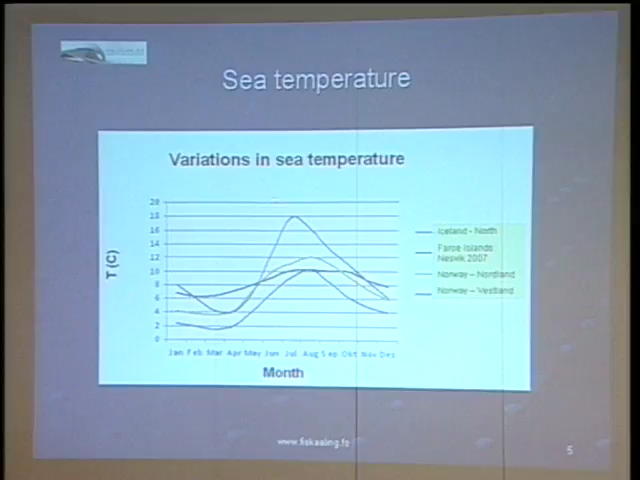 Sea temperature
Variations in sea temperature
20
18
16
14
12
10
8
6
4
2
0
T (C)
Jan Feb Mar Apr May Jun Jul Aug Sep Okt Nov Des
Month
Iceland - North
Faroe Islands
Nesvik 2007
Norway – Nordland
Norway – Vestland
www.fiskaaling.fo
5